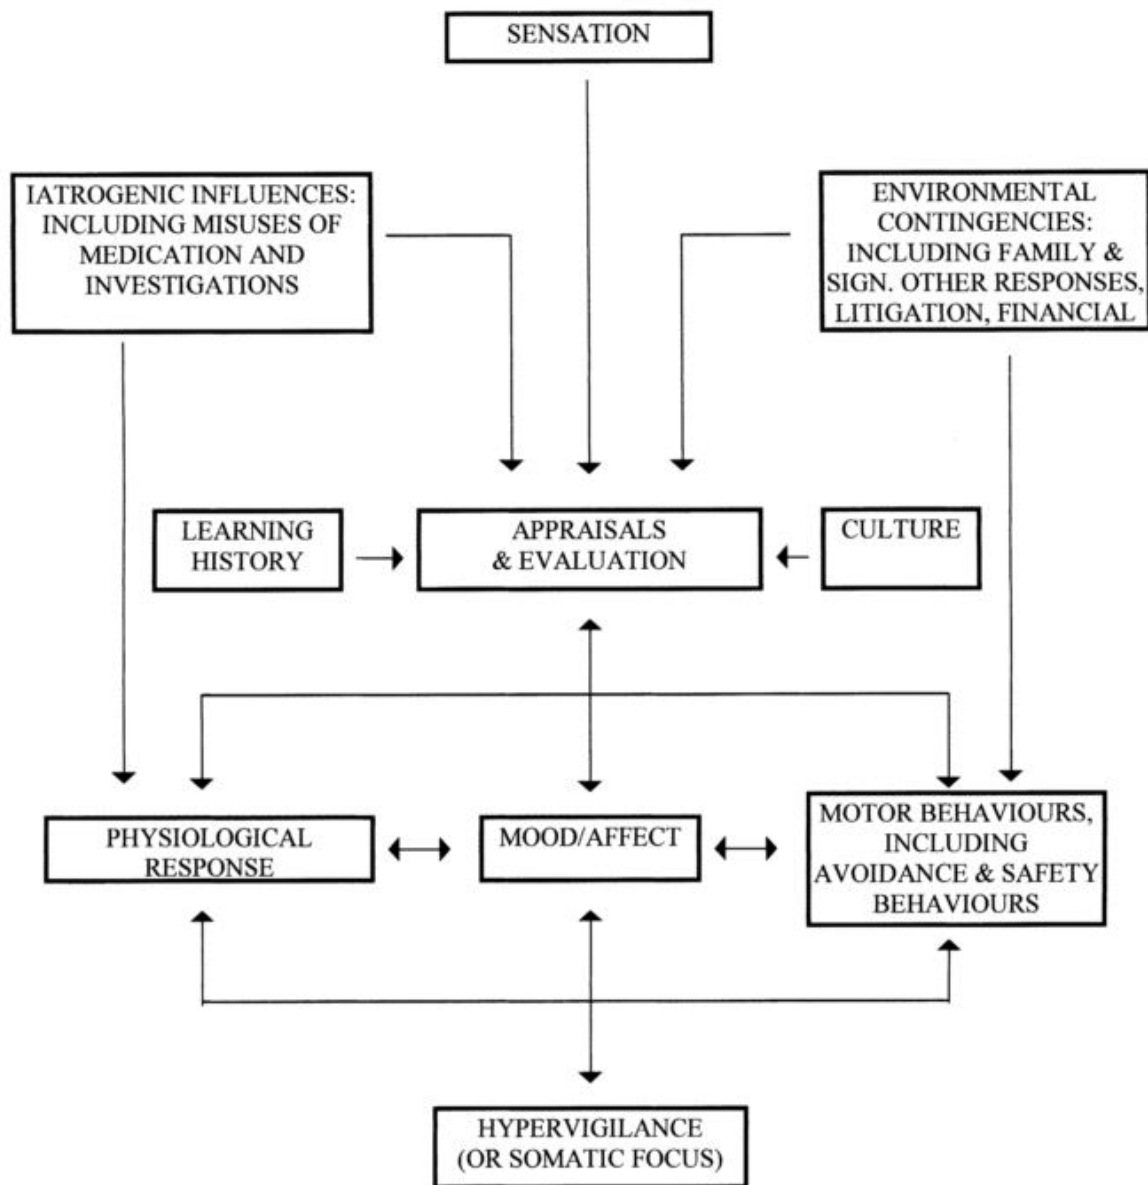 SENSATION
IATROGENIC INFLUENCES:
INCLUDING MISUSES OF
MEDICATION AND
INVESTIGATIONS
ENVIRONMENTAL
CONTINGENCIES:
INCLUDING FAMILY &
SIGN. OTHER RESPONSES,
LITIGATION, FINANCIAL
LEARNING
HISTORY
APPRAISALS
& EVALUATION
CULTURE
PHYSIOLOGICAL
RESPONSE
MOOD/AFFECT
MOTOR BEHAVIOURS,
INCLUDING
AVOIDANCE & SAFETY
BEHAVIOURS
HYPERVIGILANCE
(OR SOMATIC FOCUS)